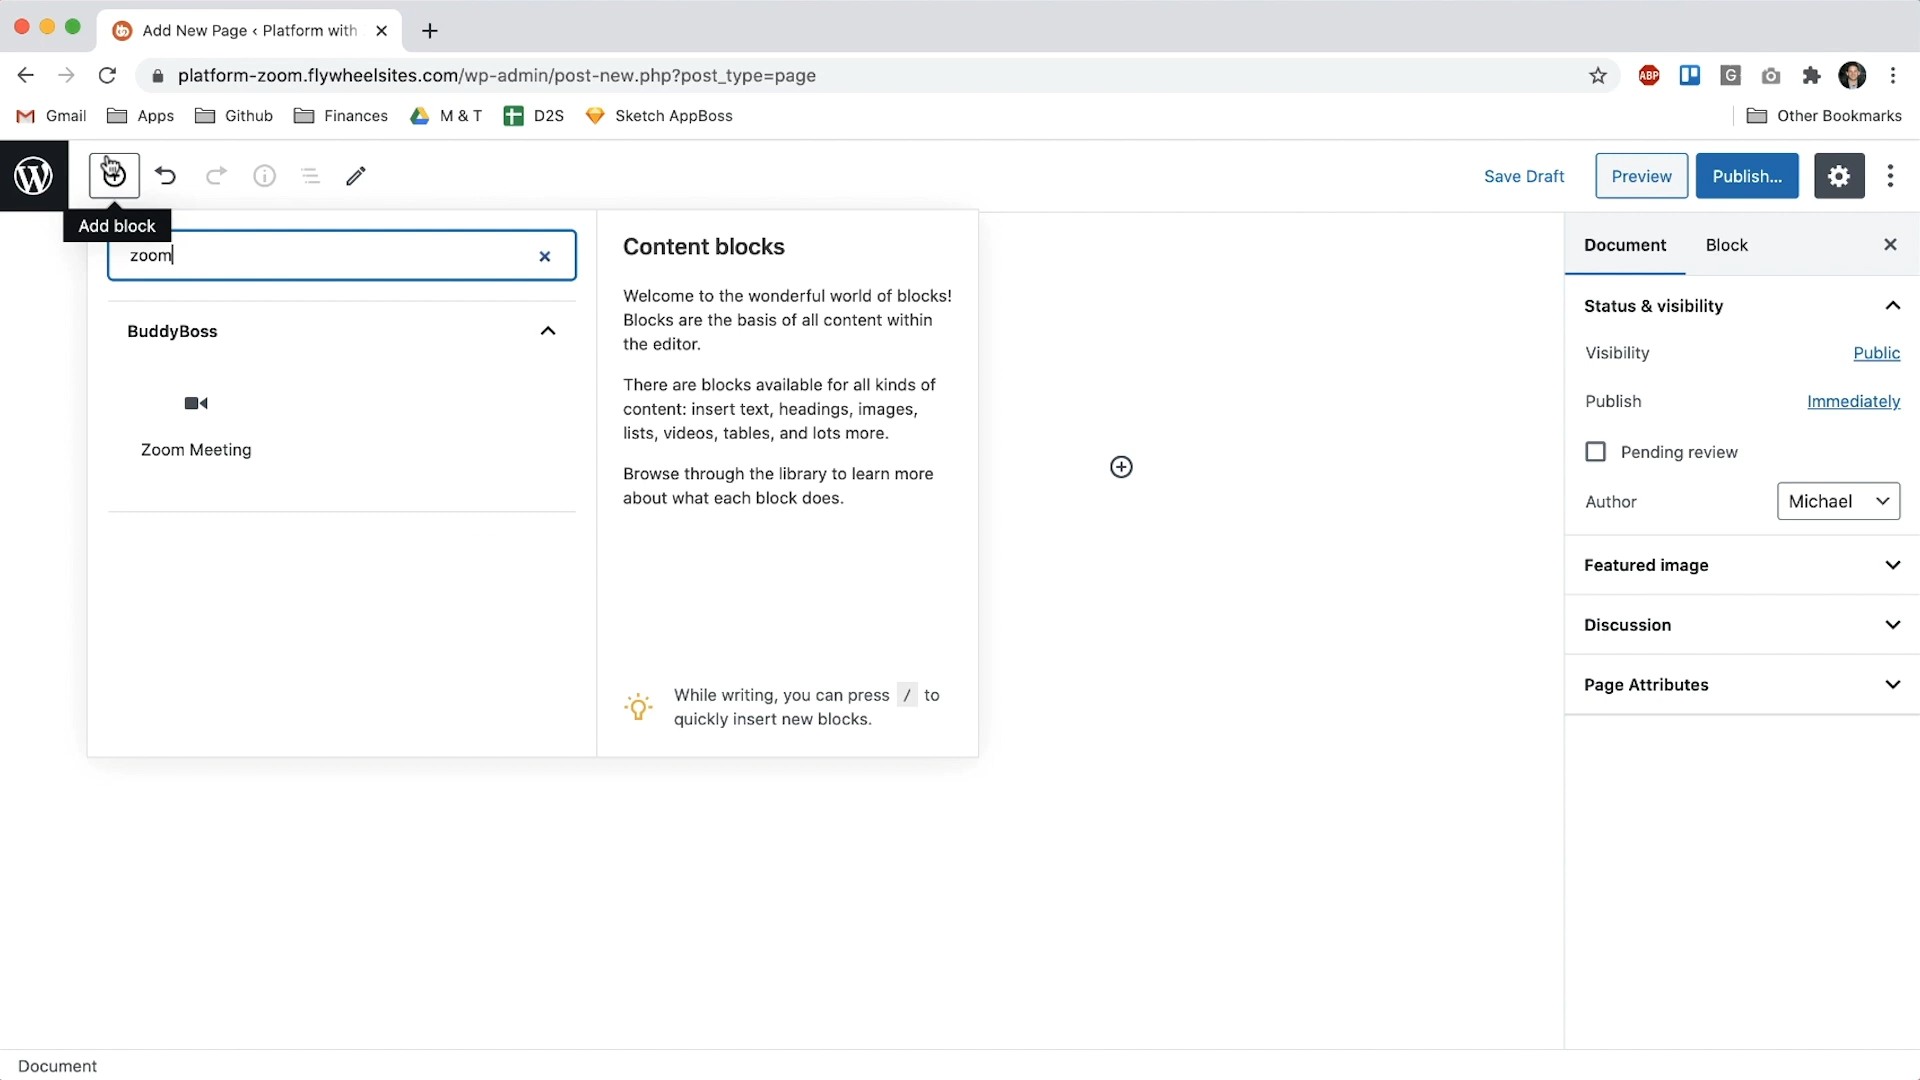 Add New Page ‹ Platform with
platform-zoom.flywheelsites.com/wp-admin/post-new.php?post_type=page
ABP
G
Gmail
Apps
Github
Finances
M & T
D2S
Sketch AppBoss
Other Bookmarks
Save Draft
Preview
Publish...
Add block
zoom
BuddyBoss
Zoom Meeting
Content blocks
Welcome to the wonderful world of blocks!
Blocks are the basis of all content within
the editor.
There are blocks available for all kinds of
content: insert text, headings, images,
lists, videos, tables, and lots more.
Browse through the library to learn more
about what each block does.
While writing, you can press / to
quickly insert new blocks.
Document
Block
Status & visibility
Visibility
Public
Publish
Immediately
Pending review
Author
Michael
Featured image
Discussion
Page Attributes
Document